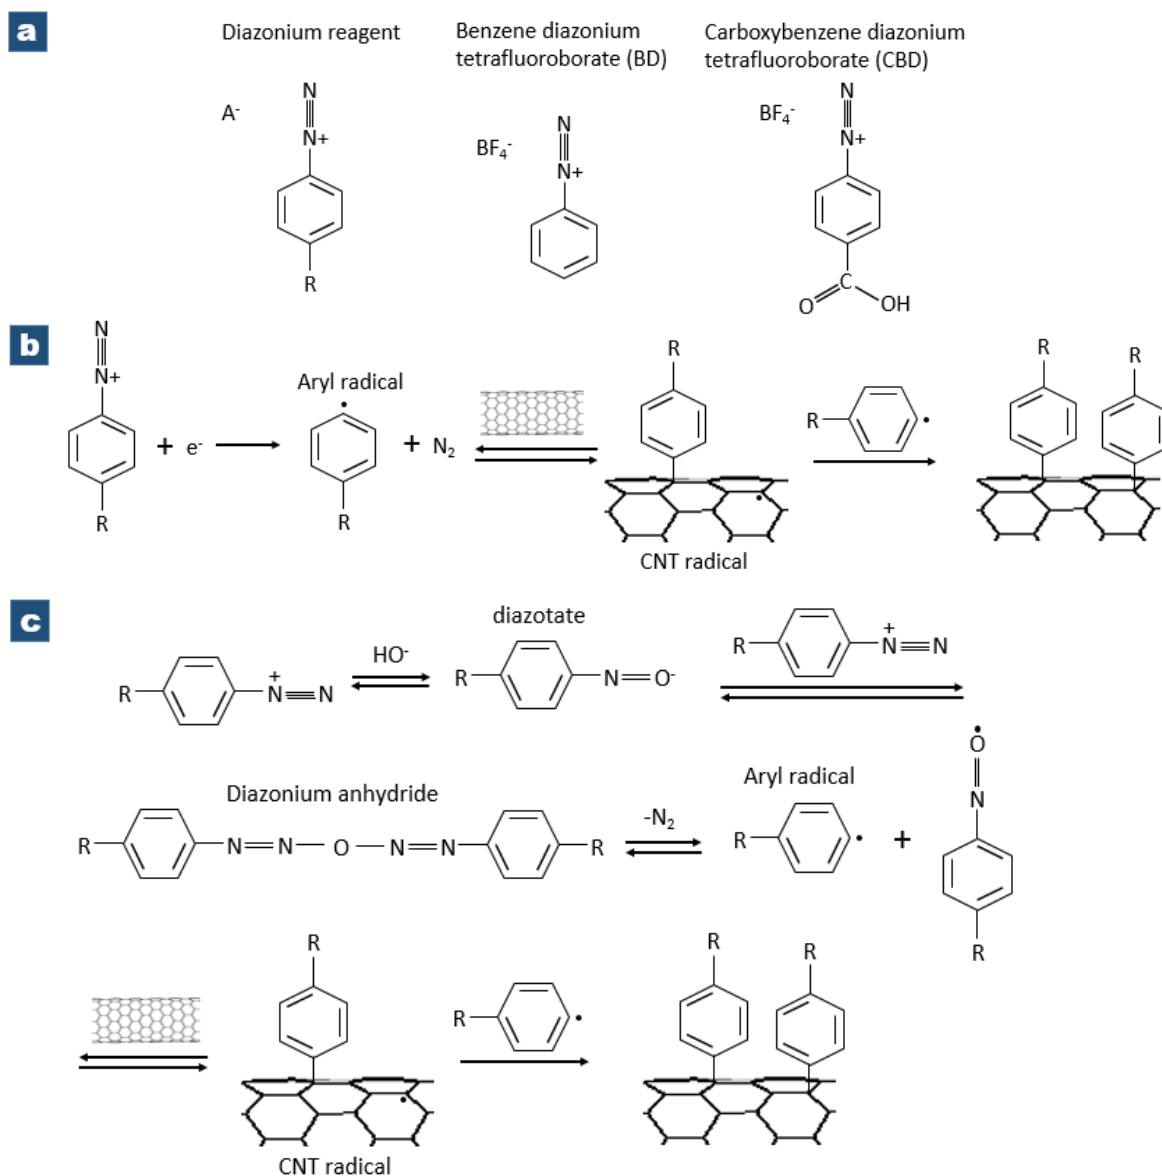 a
Diazonium reagent
Benzene diazonium
tetrafluoroborate (BD)
Carboxybenzene diazonium
tetrafluoroborate (CBD)
A-
N
N+
R
BF4-
N
N+
BF4-
N
N+
C
O
OH
b
N
N+
R
+ e-
Aryl radical
R
+ N2
R
CNT radical
R
R
R
c
R
+
N N
HO-
diazotate
R
N O-
R
+
N N
Diazonium anhydride
R N N O N N R
-N2
Aryl radical
R
+
O
N
R
R
CNT radical
R
R
R